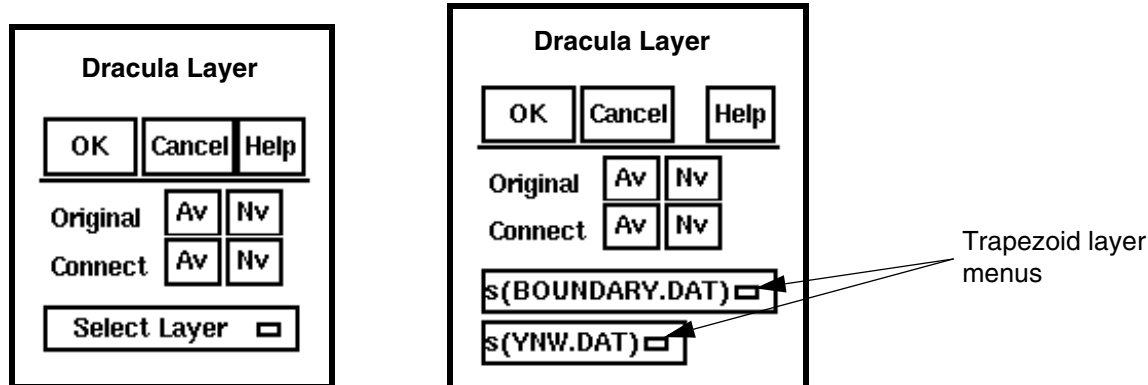 Dracula Layer
OK Cancel Help
Original Av Nv
Connect Av Nv
Select Layer
Dracula Layer
OK Cancel Help
Original Av Nv
Connect Av Nv
s(BOUNDARY.DAT)
s(YNW.DAT)
Trapezoid layer
menus